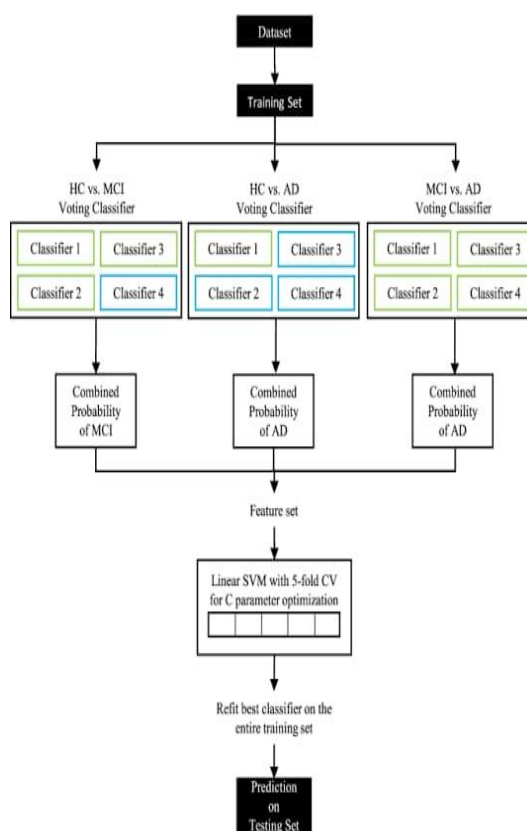 Dataset
Training Set
HC vs. MCI
Voting Classifier
Classifier 1
Classifier 3
Classifier 2
Classifier 4
HC vs. AD
Voting Classifier
Classifier 1
Classifier 3
Classifier 2
Classifier 4
MCI vs. AD
Voting Classifier
Classifier 1
Classifier 3
Classifier 2
Classifier 4
Combined
Probability
of MCI
Combined
Probability
of AD
Combined
Probability
of AD
Feature set
Linear SVM with 5-fold CV
for C parameter optimization
Refit best classifier on the
entire training set
Prediction
on
Testing Set